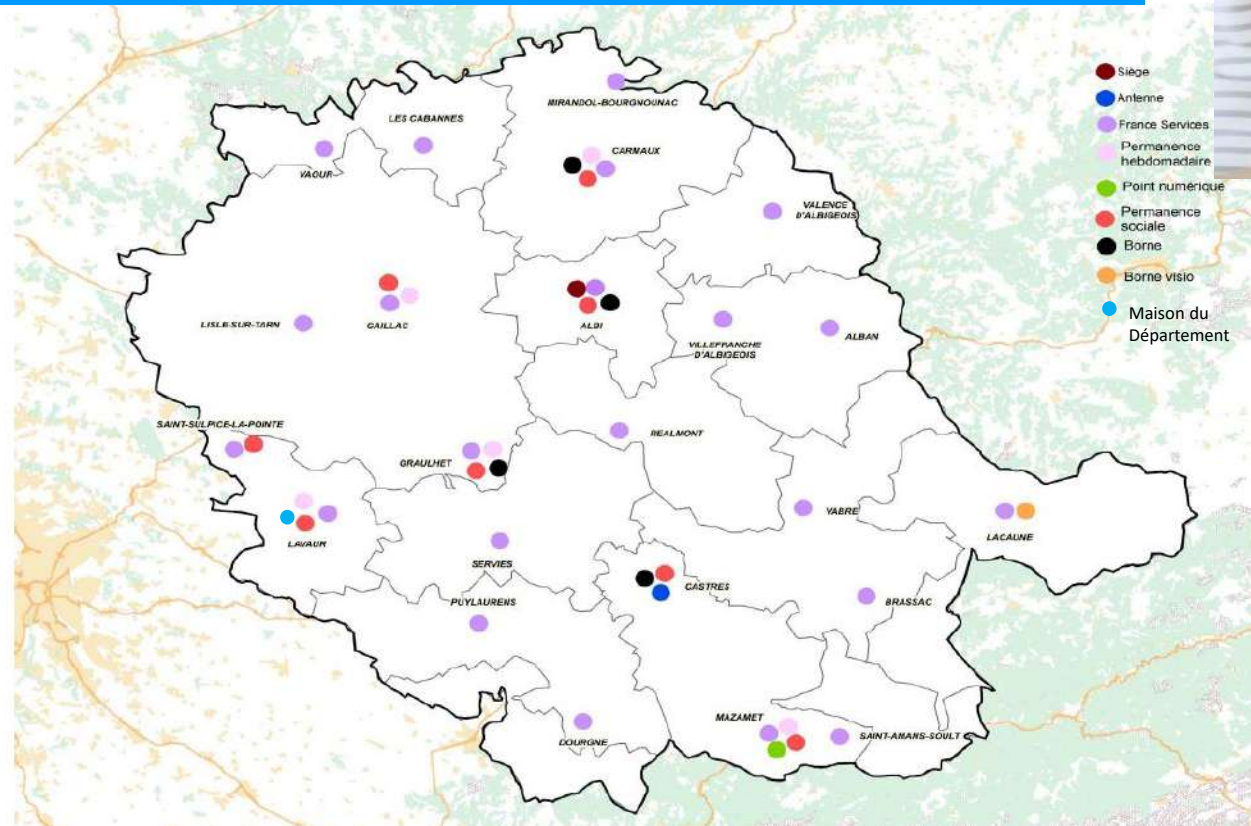 MIRANDOL-BOURGNOUNAC
LES CABANNES
CARMAUX
VAOUR
VALENCE
D'ALBIGEOIS
LISLE-SUR-TARN
GAILLAC
ALBI
VILLEFRANCHE
D'ALBIGEOIS
ALBAN
SAINT-SULPICE-LA-POINTE
REALMONT
GRAULHET
VABRE
LACAUNE
LAVAUR
SERVIES
CASTRES
PUYLAURENS
BRASSAC
MAZAMET
DOURGNE
SAINT-AMANS-SOULT
Siège
Antenne
France Services
Permanence
hebdomadaire
Point numérique
Permanance
sociale
Borne
Borne visio
Maison du
Département